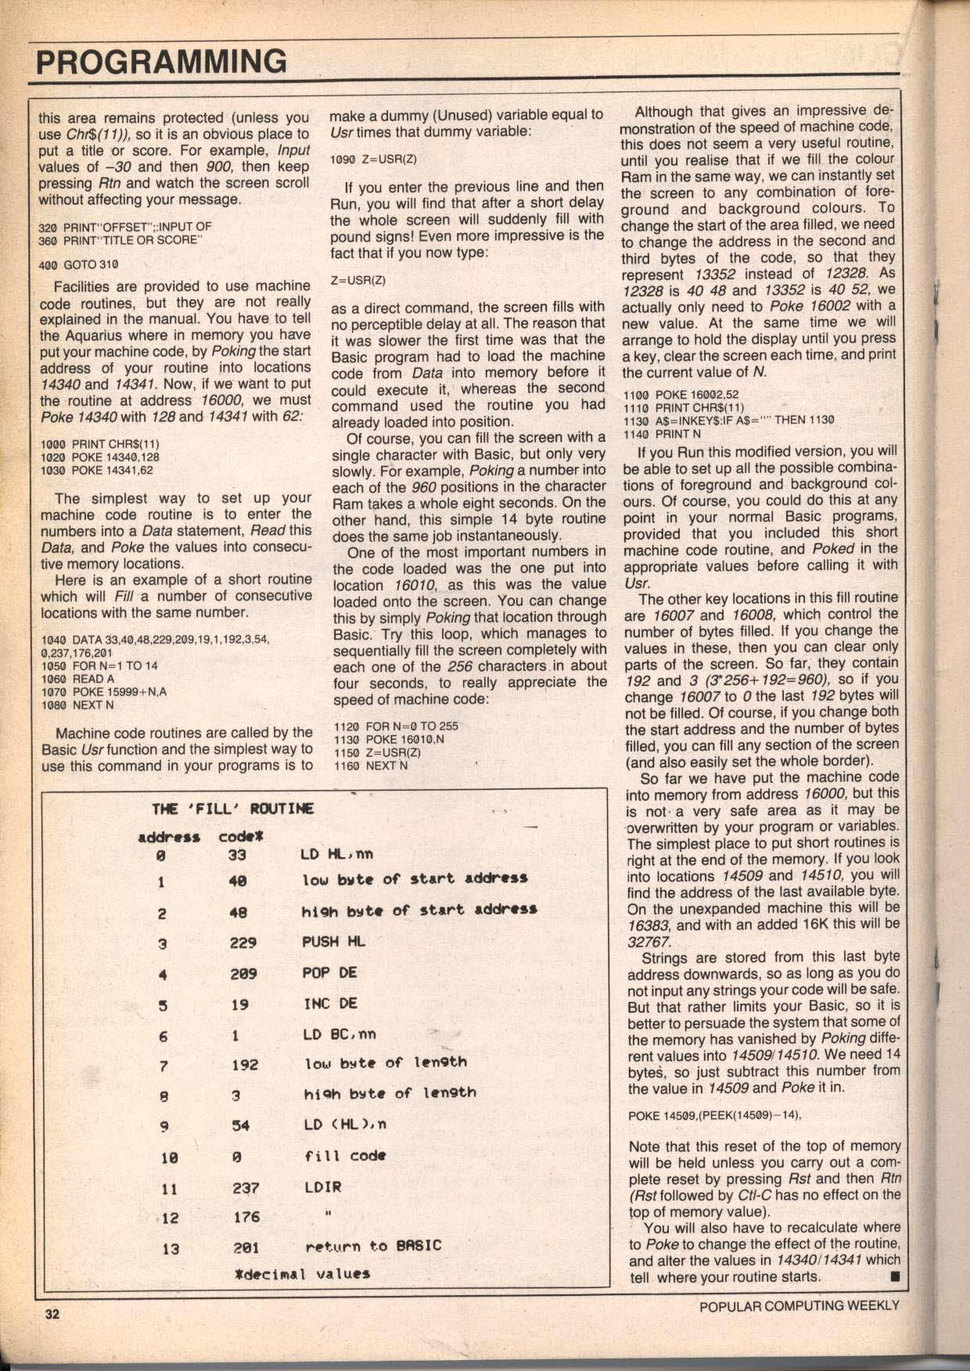 PROGRAMMING
this area remains protected (unless you
use Chr$(11)), so it is an obvious place to
put a title or score. For example, Input
values of –30 and then 900, then keep
pressing Rtn and watch the screen scroll
without affecting your message.
320 PRINT"OFFSET";:INPUT OF
360 PRINT"TITLE OR SCORE"
400 GOTO 310
Facilities are provided to use machine
code routines, but they are not really
explained in the manual. You have to tell
the Aquarius where in memory you have
put your machine code, by Poking the start
address of your routine into locations
14340 and 14341. Now, if we want to put
the routine at address 16000, we must
Poke 14340 with 128 and 14341 with 62:
1000 PRINT CHR$(11)
1020 POKE 14340,128
1030 POKE 14341,62
The simplest way to set up your
machine code routine is to enter the
numbers into a Data statement, Read this
Data, and Poke the values into consecu-
tive memory locations.
Here is an example of a short routine
which will Fill a number of consecutive
locations with the same number.
1040 DATA 33,40,48,229,209,19,1,192,3,54,
0,237,176,201
1050 FOR N=1 TO 14
1060 READ A
1070 POKE 15999+N,A
1080 NEXT N
Machine code routines are called by the
Basic Usr function and the simplest way to
use this command in your programs is to
make a dummy (Unused) variable equal to
Usr times that dummy variable:
1090 Z=USR(Z)
If you enter the previous line and then
Run, you will find that after a short delay
the whole screen will suddenly fill with
pound signs! Even more impressive is the
fact that if you now type:
Z=USR(Z)
as a direct command, the screen fills with
no perceptible delay at all. The reason that
it was slower the first time was that the
Basic program had to load the machine
code from Data into memory before it
could execute it, whereas the second
command used the routine you had
already loaded into position.
Of course, you can fill the screen with a
single character with Basic, but only very
slowly. For example, Poking a number into
each of the 960 positions in the character
Ram takes a whole eight seconds. On the
other hand, this simple 14 byte routine
does the same job instantaneously.
One of the most important numbers in
the code loaded was the one put into
location 16010, as this was the value
loaded onto the screen. You can change
this by simply Poking that location through
Basic. Try this loop, which manages to
sequentially fill the screen completely with
each one of the 256 characters in about
four seconds, to really appreciate the
speed of machine code:
1120 FOR N=0 TO 255
1130 POKE 16010,N
1150 Z=USR(Z)
1160 NEXT N
Although that gives an impressive de-
monstration of the speed of machine code,
this does not seem a very useful routine,
until you realise that if we fill the colour
Ram in the same way, we can instantly set
the screen to any combination of fore-
ground and background colours. To
change the start of the area filled, we need
to change the address in the second and
third bytes of the code, so that they
represent 13352 instead of 12328. As
12328 is 40 48 and 13352 is 40 52, we
actually only need to Poke 16002 with a
new value. At the same time we will
arrange to hold the display until you press
a key, clear the screen each time, and print
the current value of N.
1100 POKE 16002,52
1110 PRINT CHR$(11)
1130 A$=INKEY$:IF A$="" THEN 1130
1140 PRINT N
If you Run this modified version, you will
be able to set up all the possible combina-
tions of foreground and background col-
ours. Of course, you could do this at any
point in your normal Basic programs,
provided that you included this short
machine code routine, and Poked in the
appropriate values before calling it with
Usr.
The other key locations in this fill routine
are 16007 and 16008, which control the
number of bytes filled. If you change the
values in these, then you can clear only
parts of the screen. So far, they contain
192 and 3 (3*256+192=960), so if you
change 16007 to 0 the last 192 bytes will
not be filled. Of course, if you change both
the start address and the number of bytes
filled, you can fill any section of the screen
(and also easily set the whole border).
So far we have put the machine code
into memory from address 16000, but this
is not a very safe area as it may be
overwritten by your program or variables.
The simplest place to put short routines is
right at the end of the memory. If you look
into locations 14509 and 14510, you will
find the address of the last available byte.
On the unexpanded machine this will be
16383, and with an added 16K this will be
32767.
Strings are stored from this last byte
address downwards, so as long as you do
not input any strings your code will be safe.
But that rather limits your Basic, so it is
better to persuade the system that some of
the memory has vanished by Poking diffe-
rent values into 14509/14510. We need 14
bytes, so just subtract this number from
the value in 14509 and Poke it in.
POKE 14509,(PEEK(14509)–14),
Note that this reset of the top of memory
will be held unless you carry out a com-
plete reset by pressing Rst and then Rtn
(Rst followed by Ctl-C has no effect on the
top of memory value).
You will also have to recalculate where
to Poke to change the effect of the routine,
and alter the values in 14340/14341 which
tell where your routine starts. ■
THE 'FILL' ROUTINE
address code*
0 33 LD HL,nn
1 40 low byte of start address
2 48 high byte of start address
3 229 PUSH HL
4 209 POP DE
5 19 INC DE
6 1 LD BC,nn
7 192 low byte of length
8 3 high byte of length
9 54 LD (HL),n
10 0 fill code
11 237 LDIR
12 176 "
13 201 return to BASIC
*decimal values
32
POPULAR COMPUTING WEEKLY